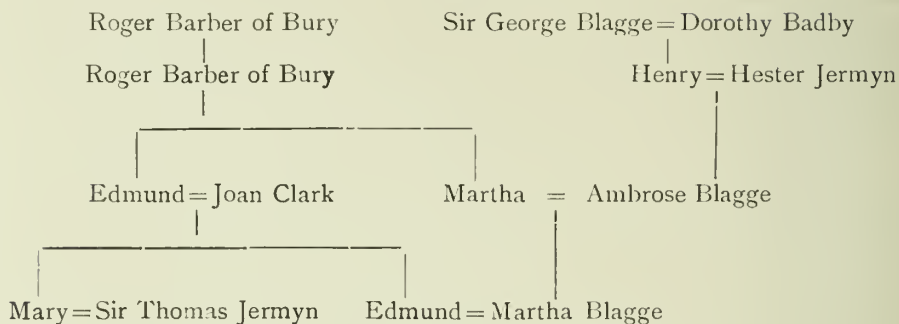 Roger Barber of Bury Sir George Blagge = Dorothy Badby
Roger Barber of Bury Henry = Hester Jermyn
Edmund = Joan Clark Martha = Ambrose Blagge
Mary = Sir Thomas Jermyn Edmund = Martha Blagge